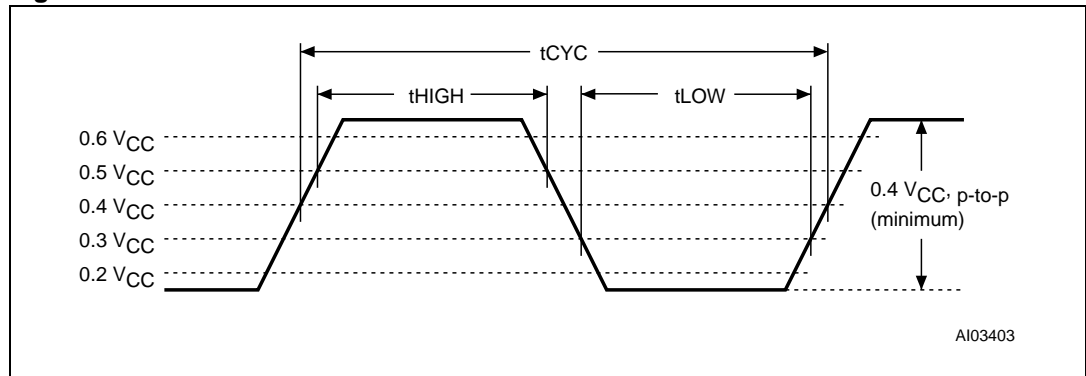 tCYC
tHIGH
tLOW
0.6 VCC
0.5 VCC
0.4 VCC
0.3 VCC
0.2 VCC
0.4 VCC, p-to-p
(minimum)
AI03403